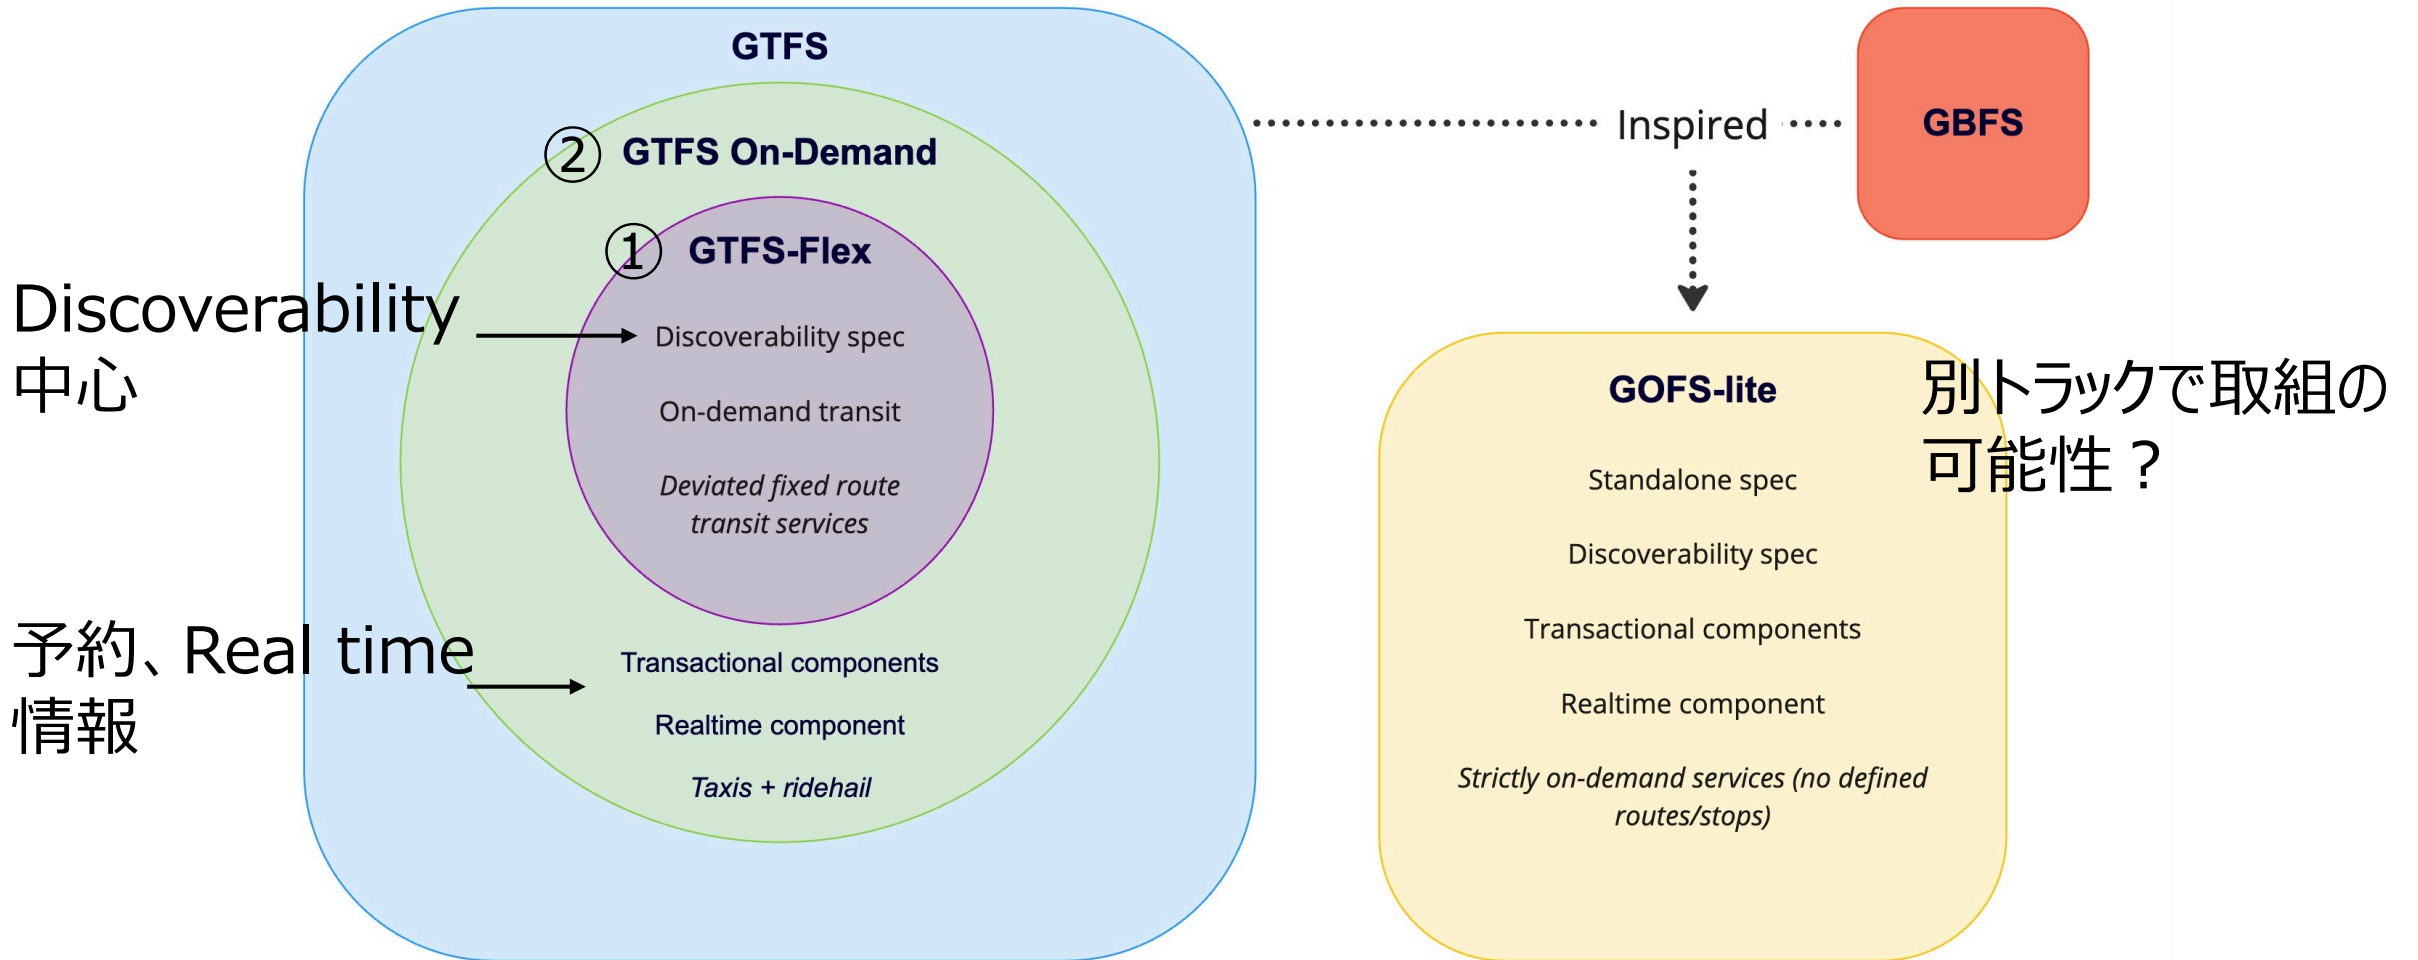 GTFS
② GTFS On-Demand
① GTFS-Flex
Discoverability spec
On-demand transit
Deviated fixed route
transit services
Transactional components
Realtime component
Taxis + ridehail
Discoverability
中心
予約、Real time
情報
Inspired
GBFS
GOFS-lite
Standalone spec
Discoverability spec
Transactional components
Realtime component
Strictly on-demand services (no defined
routes/stops)
別トラックで取組の
可能性？